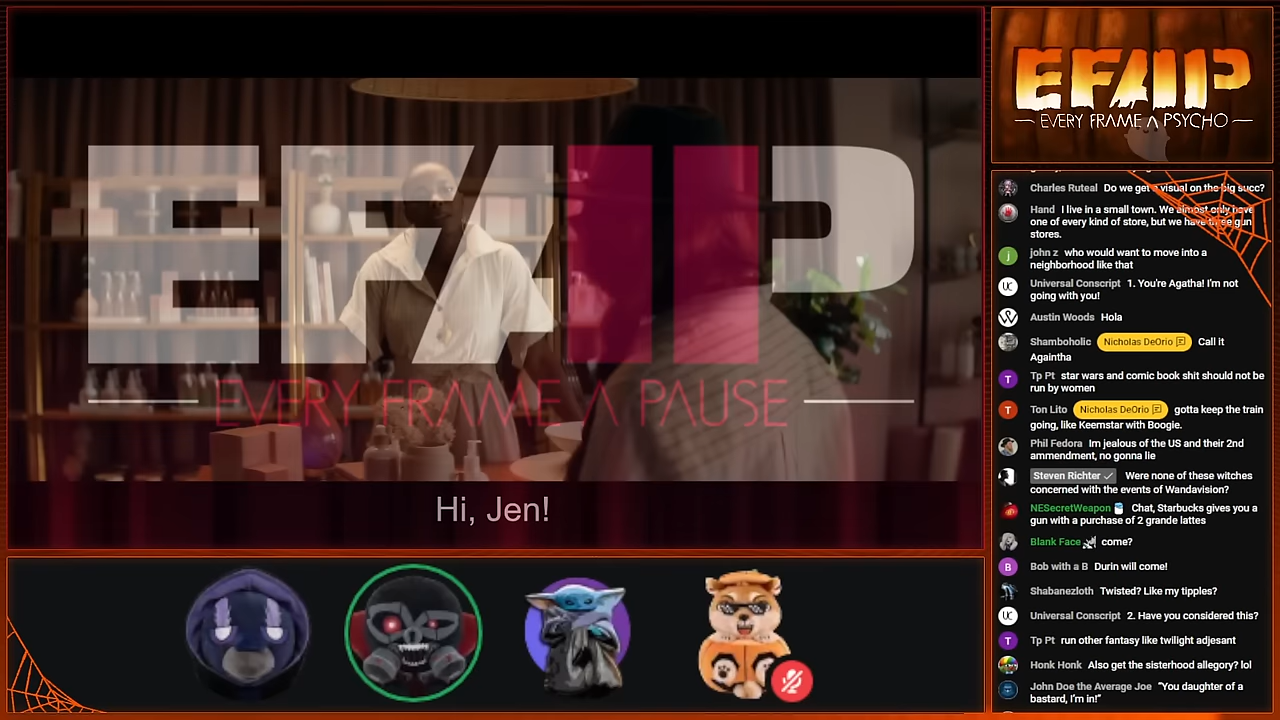 EFAP
EVERY FRAME A PAUSE
Hi, Jen!
EFAP
EVERY FRAME A PSYCHO
Charles Ruteal Do we get a visual on the big succ?
Hand I live in a small town. We almost only have
one of every kind of store, but we have three gun
stores.
john z who would want to move into a
neighborhood like that
Universal Conscript 1. You're Agatha! I'm not
going with you!
Austin Woods Hola
Shamboholic Nicholas DeOrio Call it
Againtha
Tp Pt star wars and comic book shit should not be
run by women
Ton Lito Nicholas DeOrio gotta keep the train
going, like Keemstar with Boogie.
Phil Fedora Im jealous of the US and their 2nd
ammendment, no gonna lie
Steven Richter Were none of these witches
concerned with the events of Wandavision?
NESecretWeapon Chat, Starbucks gives you a
gun with a purchase of 2 grande lattes
Blank Face come?
Bob with a B Durin will come!
Shabanezloth Twisted? Like my tipples?
Universal Conscript 2. Have you considered this?
Tp Pt run other fantasy like twilight adjesant
Honk Honk Also get the sisterhood allegory? lol
John Doe the Average Joe “You daughter of a
bastard, I'm in!”